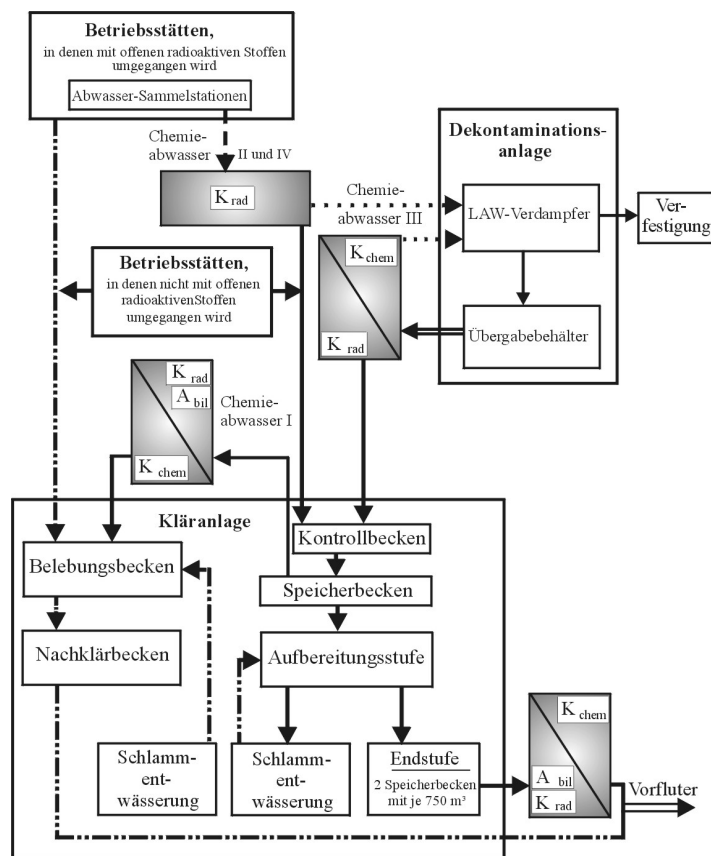 Betriebsstätten,
in denen mit offenen radioaktiven Stoffen
umgegangen wird
Abwasser-Sammelstationen
Chemie-
abwasser II und IV
K rad
Chemie-
abwasser III
Dekontaminations-
anlage
LAW-Verdampfer
Ver-
festigung
Übergabebehälter
K chem
K rad
Betriebsstätten,
in denen nicht mit offenen
radioaktivenStoffen
umgegangen wird
K rad
A bil
K chem
Chemie-
abwasser I
Kläranlage
Kontrollbecken
Belebungsbecken
Speicherbecken
Nachklärbecken
Aufbereitungsstufe
Schlamm-
ent-
wässerung
Schlamm-
ent-
wässerung
Endstufe
2 Speicherbecken
mit je 750 m³
K chem
A bil
K rad
Vorfluter